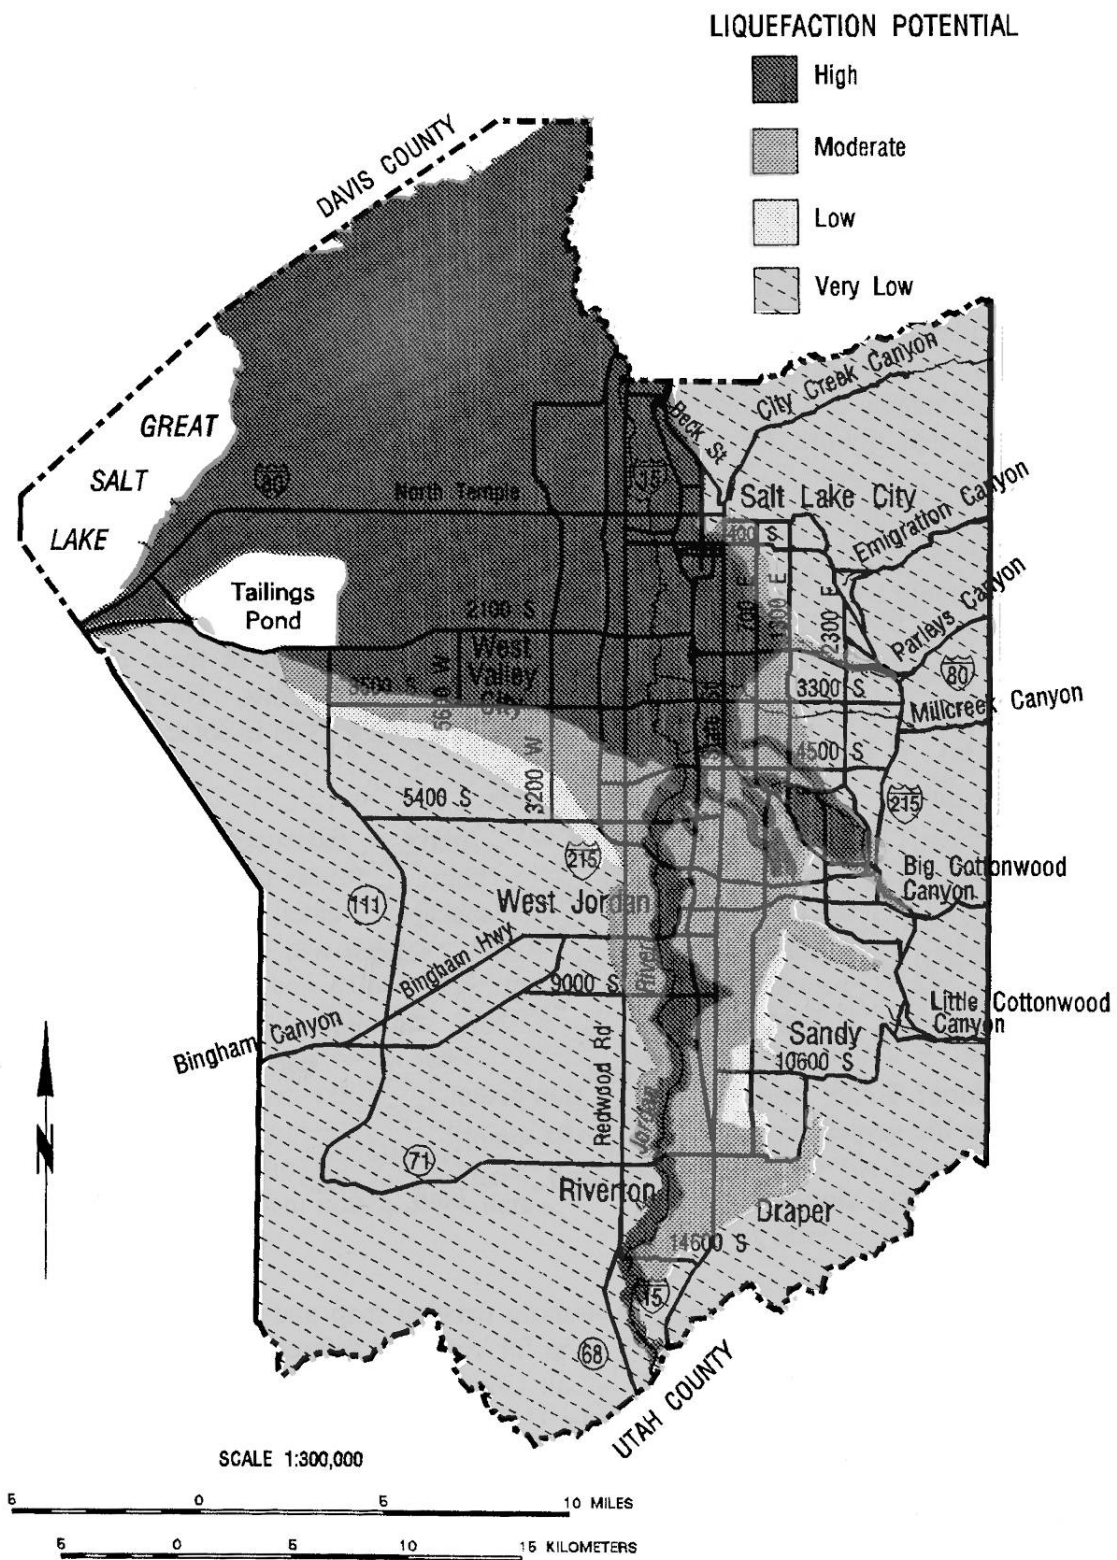 LIQUEFACTION POTENTIAL
High
Moderate
Low
Very Low
DAVIS COUNTY
City Creek Canyon
Beck St
GREAT
SALT
LAKE
80
North Temple
15
Salt Lake City
Emigration Canyon
400 S
Tailings
Pond
2100 S
700 E
1300 E
2300 E
Parleys Canyon
80
West
Valley
City
3500 S
5600 W
3300 S
Millcreek Canyon
State
3200 W
4500 S
5400 S
215
215
Big Cottonwood
Canyon
111
West Jordan
Bingham Hwy
9000 S
River
Little Cottonwood
Canyon
Bingham Canyon
Sandy
10600 S
Redwood Rd
Jordan
N
71
Riverton
Draper
14600 S
15
68
UTAH COUNTY
SCALE 1:300,000
5 0 5 10 MILES
5 0 5 10 15 KILOMETERS